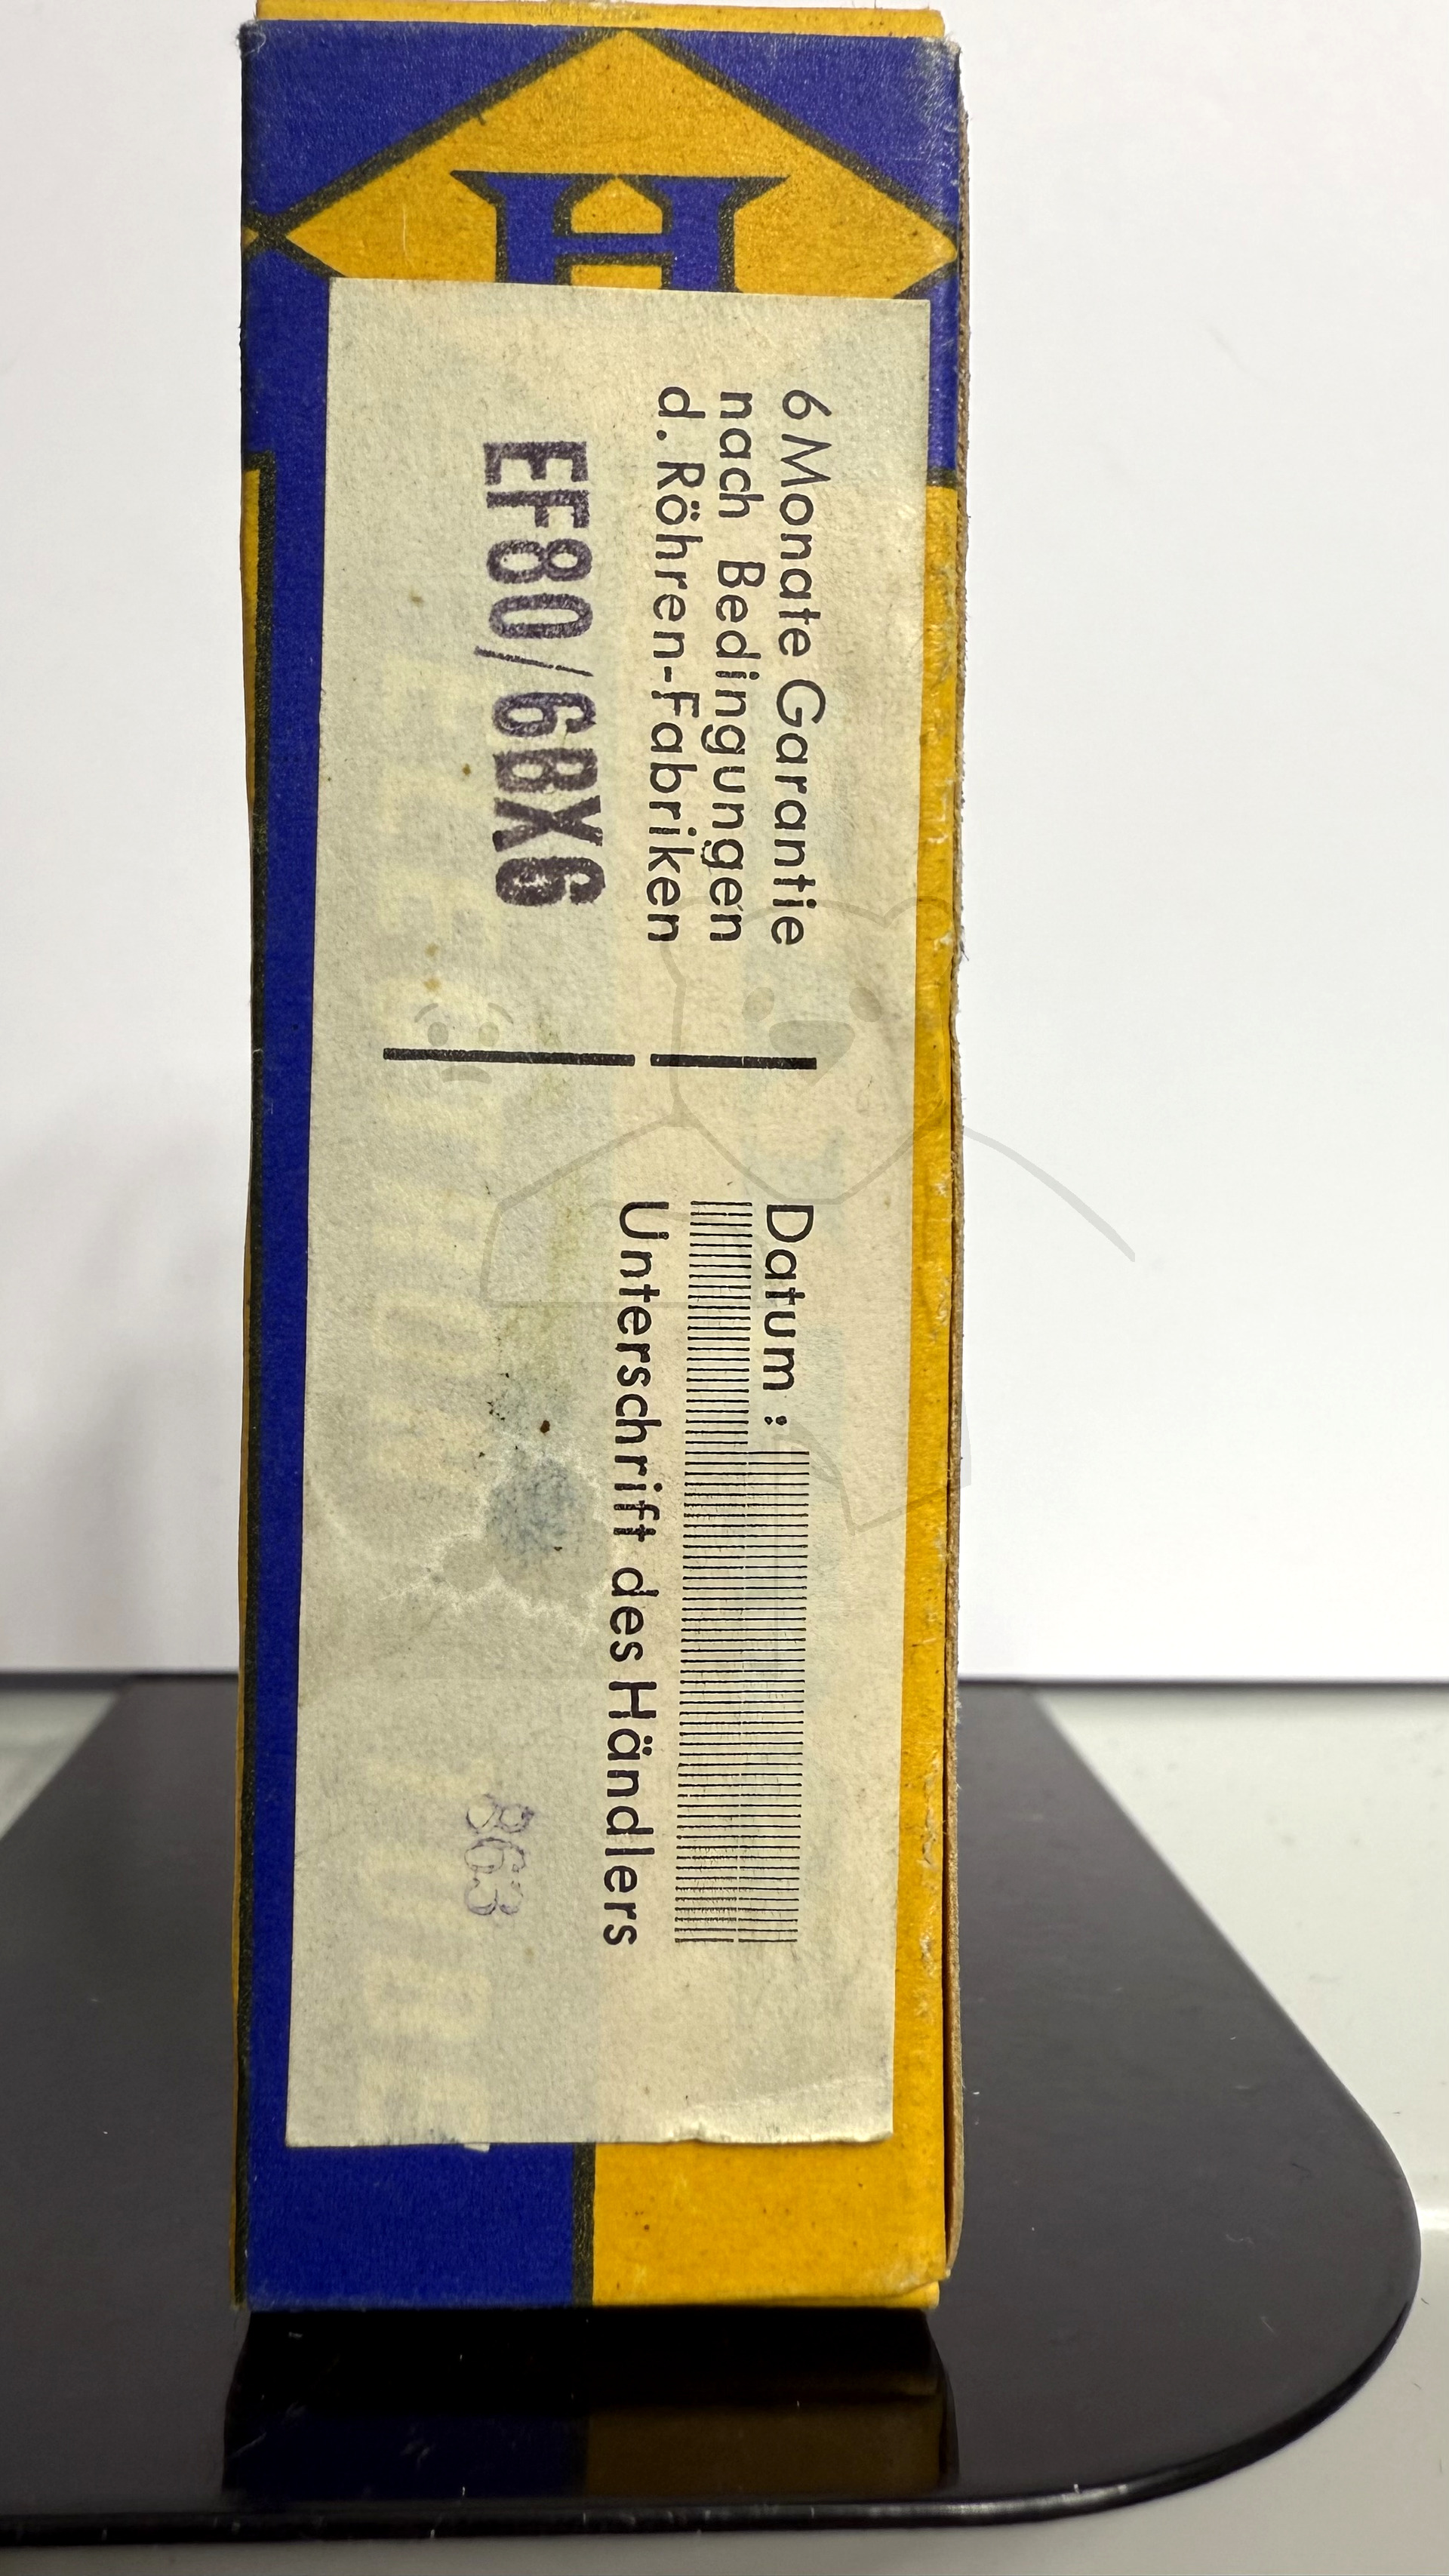 H
6 Monate Garantie
nach Bedingungen
d. Röhren-Fabriken
EF80/6BX6
Datum :
Unterschrift des Händlers
863